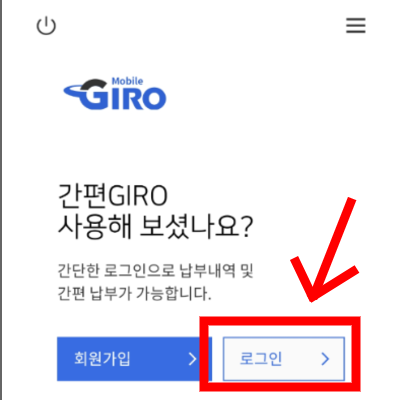 Mobile
GIRO
간편GIRO
사용해 보셨나요?
간단한 로그인으로 납부내역 및
간편 납부가 가능합니다.
회원가입
로그인